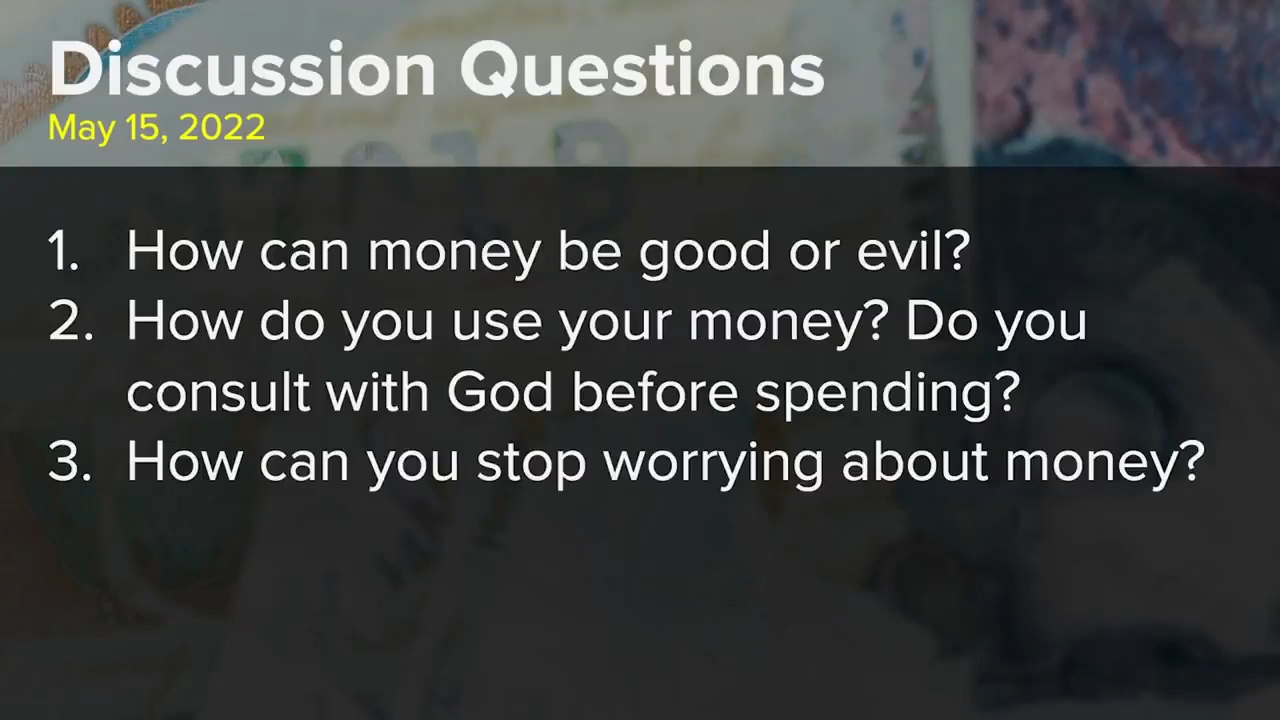 Discussion Questions
May 15, 2022
1. How can money be good or evil?
2. How do you use your money? Do you
consult with God before spending?
3. How can you stop worrying about money?